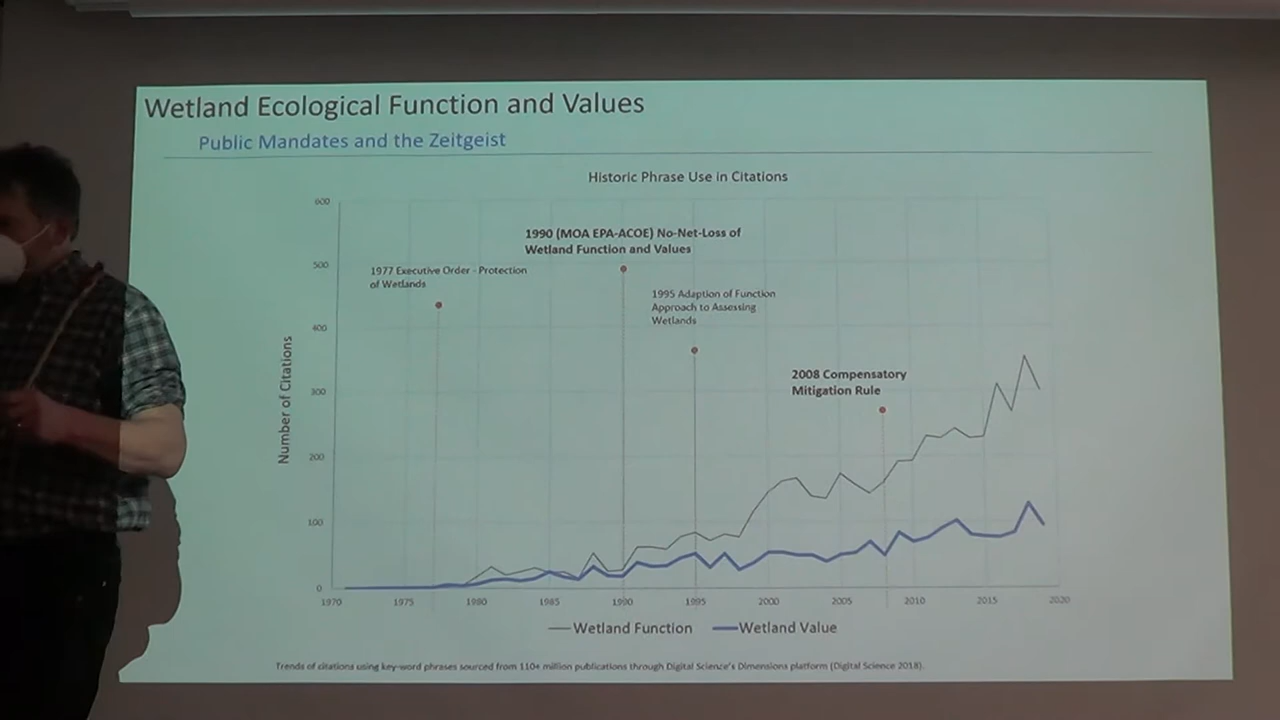 Wetland Ecological Function and Values
Public Mandates and the Zeitgeist
Historic Phrase Use in Citations
600
500
400
300
200
100
0
Number of Citations
1977 Executive Order - Protection
of Wetlands
1990 (MOA EPA-ACOE) No-Net-Loss of
Wetland Function and Values
1995 Adaption of Function
Approach to Assessing
Wetlands
2008 Compensatory
Mitigation Rule
1970 1975 1980 1985 1990 1995 2000 2005 2010 2015 2020
Wetland Function Wetland Value
Trends of citations using key-word phrases sourced from 110+ million publications through Digital Science's Dimensions platform (Digital Science 2018).